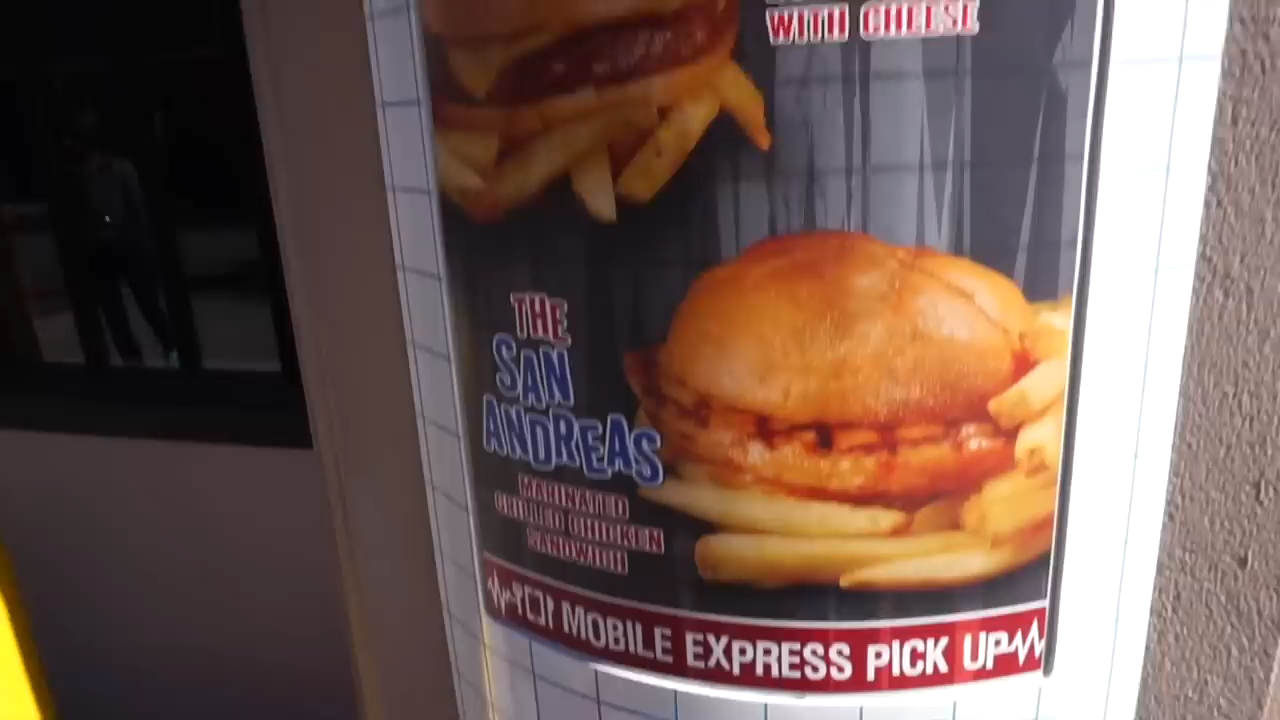 WITH CHEESE
THE
SAN
ANDREAS
MARINATED
GRILLED CHICKEN
SANDWICH
MOBILE EXPRESS PICK UP